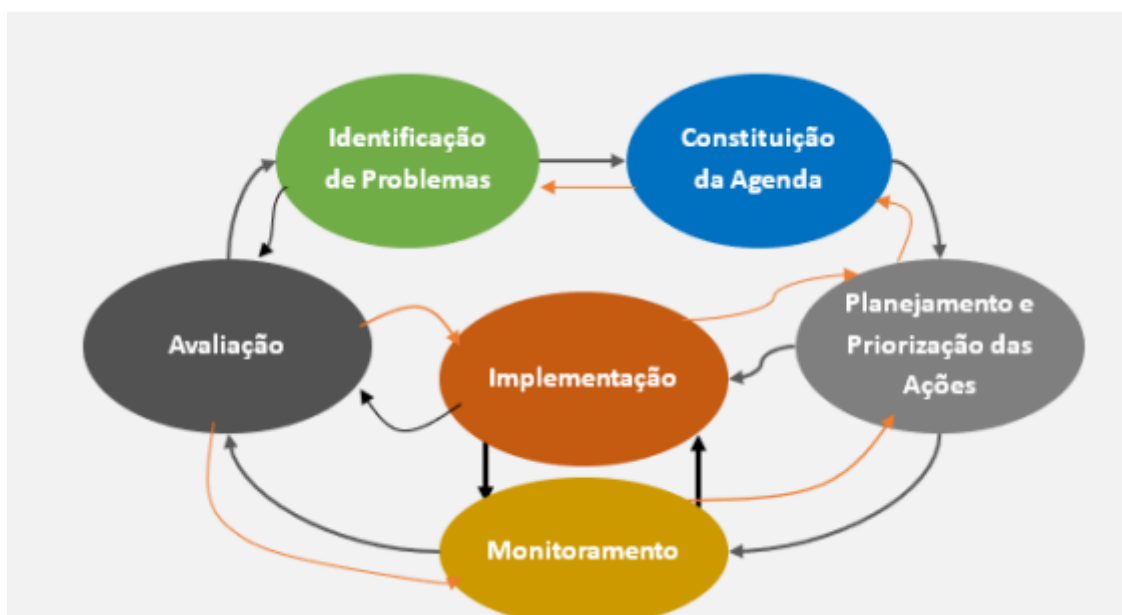 Identificação
de Problemas
Constituição
da Agenda
Planejamento e
Priorização das
Ações
Avaliação
Implementação
Monitoramento